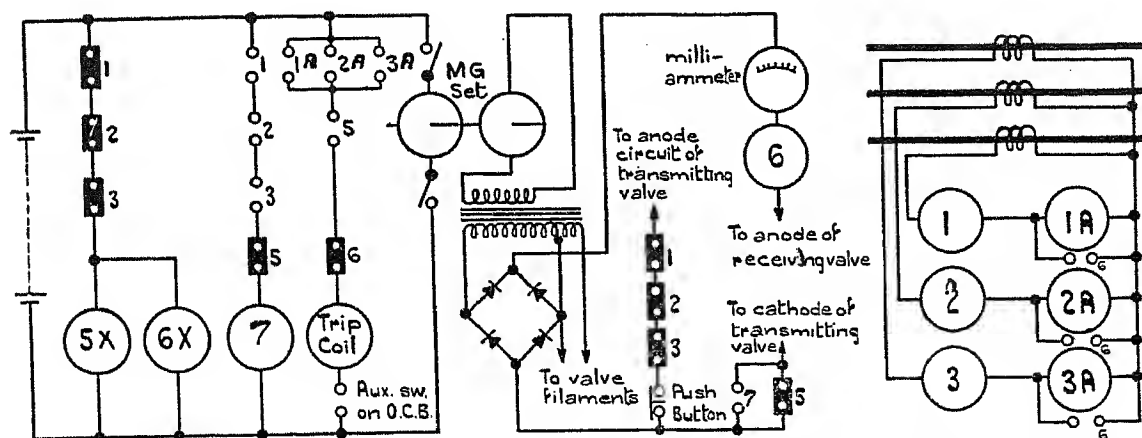 1
2
3
5X
6X
1
2
3
5
7
1A 2A 3A
5
6
Trip
Coil
Aux. sw.
on O.C.B.
MG
Set
To valve
filaments
milli-
ammeter
6
To anode of
receiving valve
To anode
circuit of
transmitting
valve
1
2
3
Push
Button
7
To cathode of
transmitting
valve
5
1
1A
6
2
2A
6
3
3A
6